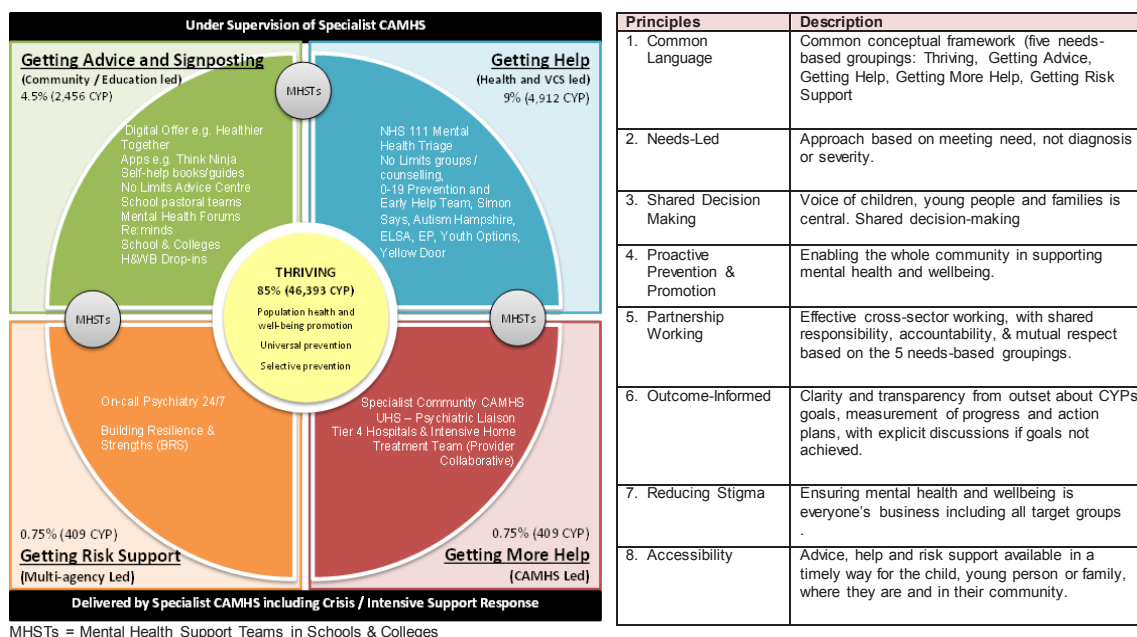 Under Supervision of Specialist CAMHS
Getting Advice and Signposting
(Community / Education led)
4.5% (2,456 CYP)
MHSTs
Getting Help
(Health and VCS led)
9% (4,912 CYP)
Digital Offer e.g. Healthier
Together
Apps e.g. Think Ninja
Self-help books/guides
No Limits Advice Centre
School pastoral teams
Mental Health Forums
Re:minds
School & Colleges
H&WB Drop-ins
NHS 111 Mental
Health Triage
No Limits groups /
counselling,
0-19 Prevention and
Early Help Team, Simon
Says, Autism Hampshire,
ELSA, EP, Youth Options,
Yellow Door
THRIVING
85% (46,393 CYP)
Population health and
well-being promotion
Universal prevention
Selective prevention
MHSTs
MHSTs
On-call Psychiatry 24/7
Building Resilience &
Strengths (BRS)
Specialist Community CAMHS
UHS – Psychiatric Liaison
Tier 4 Hospitals & Intensive Home
Treatment Team (Provider
Collaborative)
0.75% (409 CYP)
Getting Risk Support
(Multi-agency Led)
0.75% (409 CYP)
Getting More Help
(CAMHS Led)
Delivered by Specialist CAMHS including Crisis / Intensive Support Response
MHSTs = Mental Health Support Teams in Schools & Colleges
Principles Description
1. Common Common conceptual framework (five needs-
Language based groupings: Thriving, Getting Advice,
Getting Help, Getting More Help, Getting Risk
Support
2. Needs-Led Approach based on meeting need, not diagnosis
or severity.
3. Shared Decision Voice of children, young people and families is
Making central. Shared decision-making
4. Proactive Enabling the whole community in supporting
Prevention & mental health and wellbeing.
Promotion
5. Partnership Effective cross-sector working, with shared
Working responsibility, accountability, & mutual respect
based on the 5 needs-based groupings.
6. Outcome-Informed Clarity and transparency from outset about CYPs
goals, measurement of progress and action
plans, with explicit discussions if goals not
achieved.
7. Reducing Stigma Ensuring mental health and wellbeing is
everyone's business including all target groups
.
8. Accessibility Advice, help and risk support available in a
timely way for the child, young person or family,
where they are and in their community.